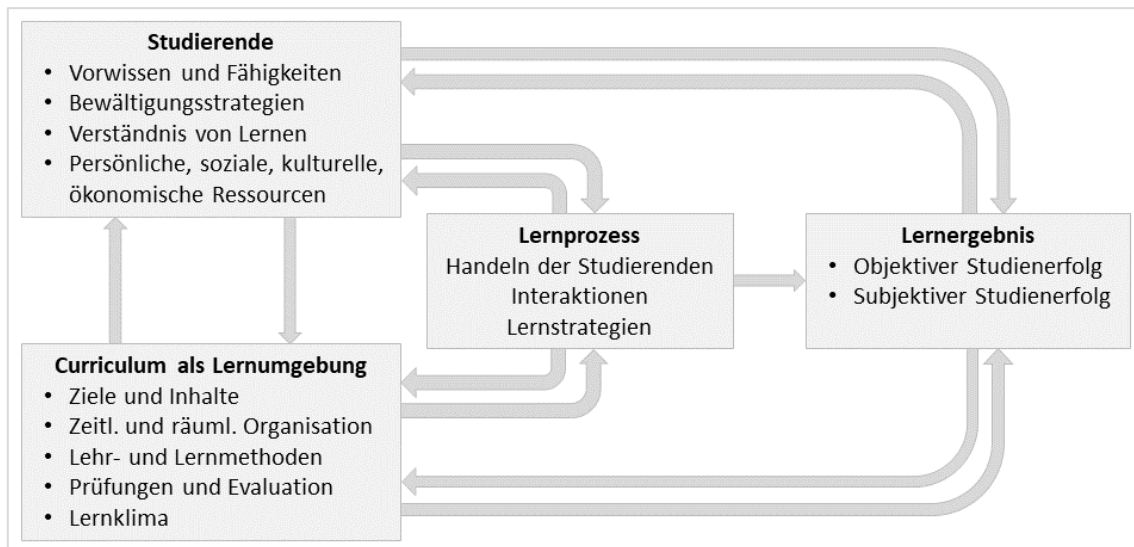 Studierende
• Vorwissen und Fähigkeiten
• Bewältigungsstrategien
• Verständnis von Lernen
• Persönliche, soziale, kulturelle,
ökonomische Ressourcen
Lernprozess
Handeln der Studierenden
Interaktionen
Lernstrategien
Lernergebnis
• Objektiver Studienerfolg
• Subjektiver Studienerfolg
Curriculum als Lernumgebung
• Ziele und Inhalte
• Zeitl. und räuml. Organisation
• Lehr- und Lernmethoden
• Prüfungen und Evaluation
• Lernklima